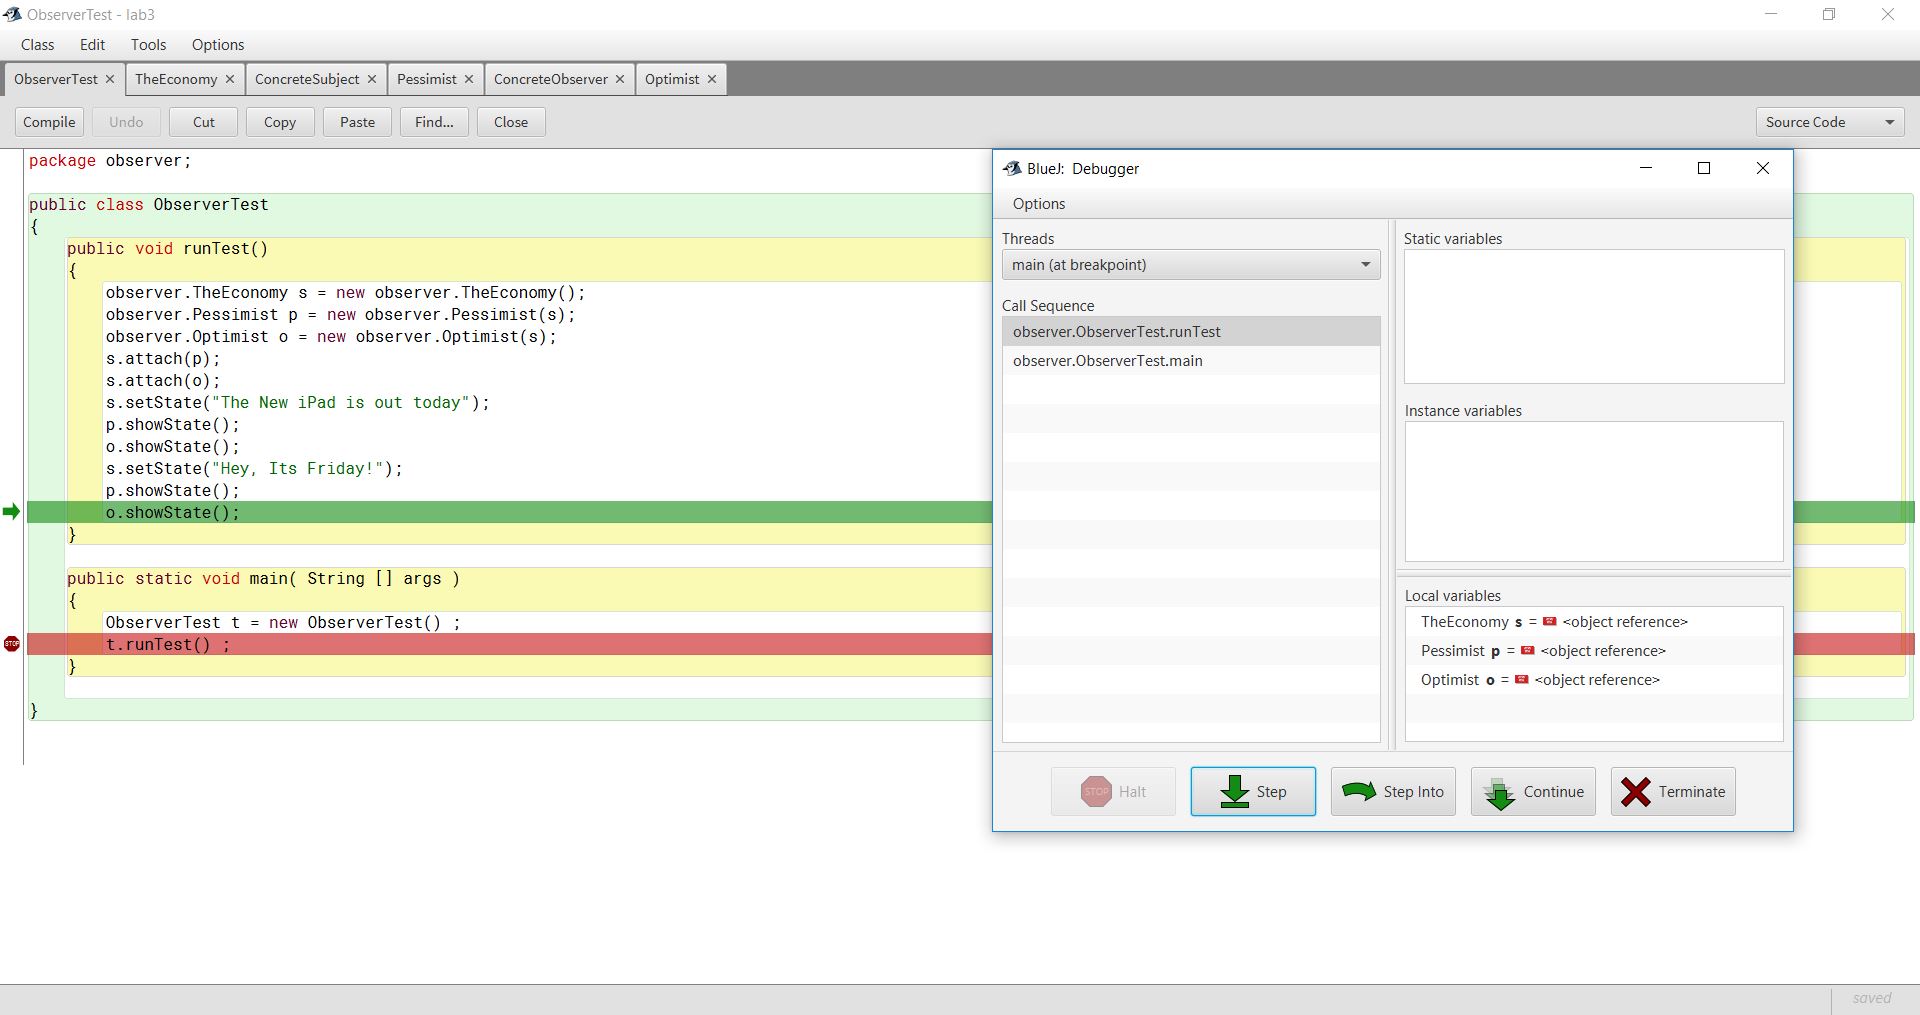 ObserverTest - lab3
Class Edit Tools Options
ObserverTest TheEconomy ConcreteSubject Pessimist ConcreteObserver Optimist
Compile Undo Cut Copy Paste Find... Close Source Code
package observer;
public class ObserverTest
{
public void runTest()
{
observer.TheEconomy s = new observer.TheEconomy();
observer.Pessimist p = new observer.Pessimist(s);
observer.Optimist o = new observer.Optimist(s);
s.attach(p);
s.attach(o);
s.setState("The New iPad is out today");
p.showState();
o.showState();
s.setState("Hey, Its Friday!");
p.showState();
o.showState();
}
public static void main( String [] args )
{
ObserverTest t = new ObserverTest() ;
STOP t.runTest() ;
}
}
BlueJ: Debugger
Options
Threads
main (at breakpoint)
Call Sequence
observer.ObserverTest.runTest
observer.ObserverTest.main
Static variables
Instance variables
Local variables
TheEconomy s = <object reference>
Pessimist p = <object reference>
Optimist o = <object reference>
STOP Halt Step Step Into Continue Terminate
saved